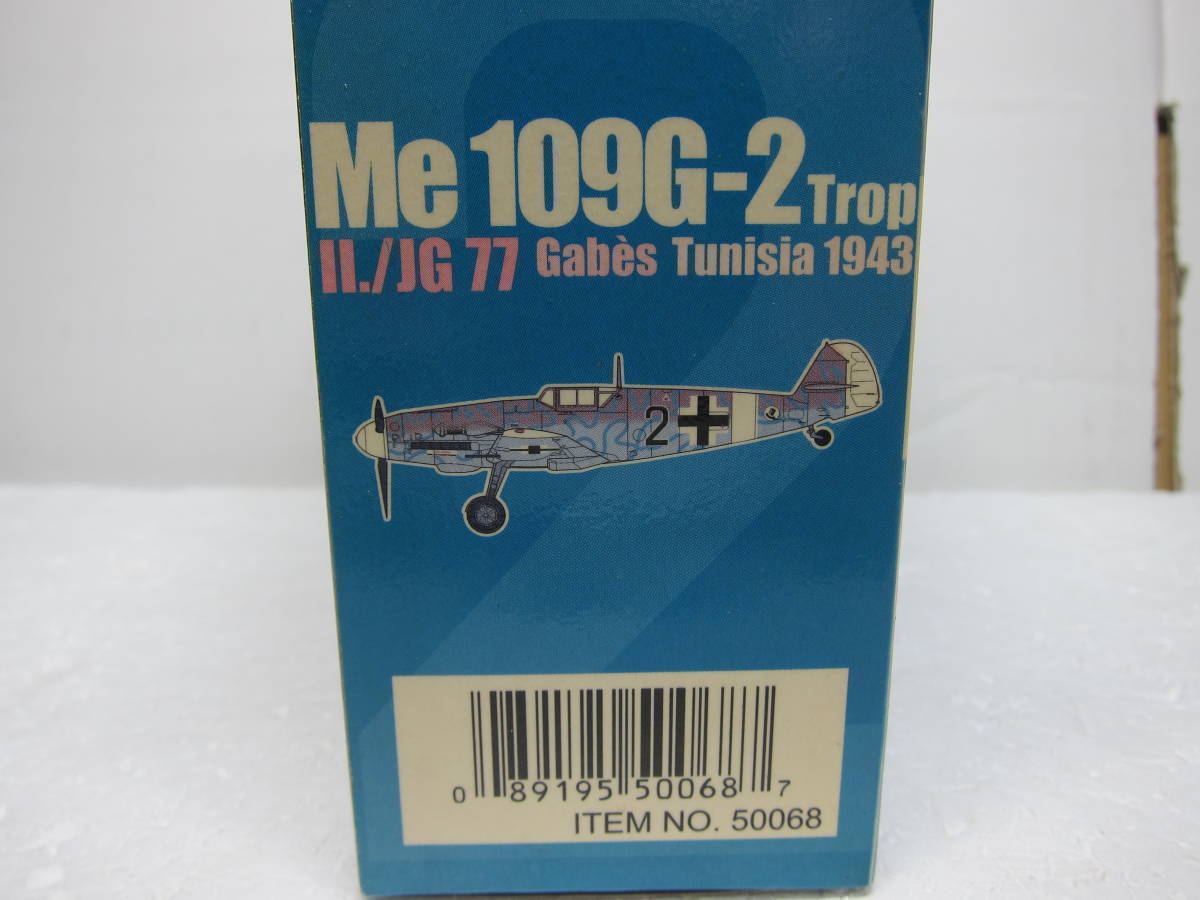 Me 109G-2 Trop
II./JG 77 Gabès Tunisia 1943
2
0 89195 50068 7
ITEM NO. 50068